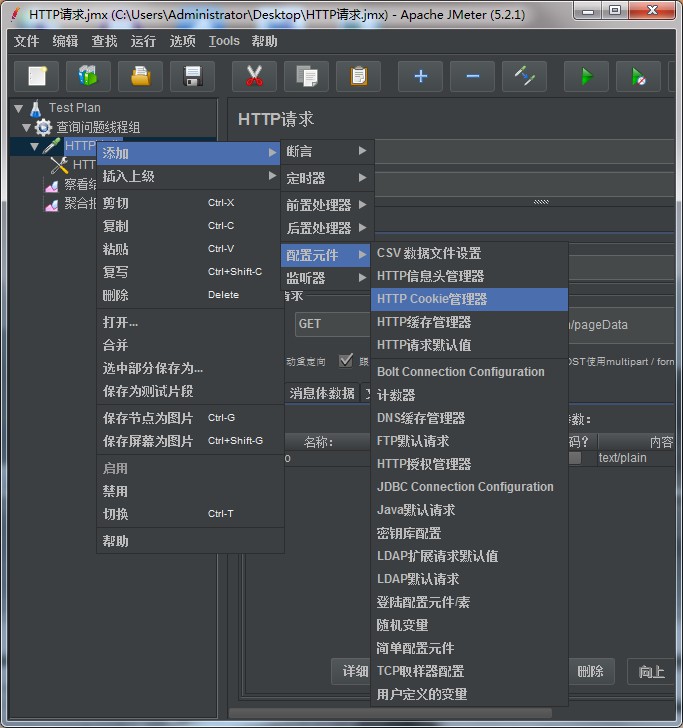 HTTP请求.jmx (C:\Users\Administrator\Desktop\HTTP请求.jmx) - Apache JMeter (5.2.1)
文件 编辑 查找 运行 选项 Tools 帮助
Test Plan
查询问题线程组
HTTP
HTT
察看结
聚合报
HTTP请求
添加
插入上级
剪切 Ctrl-X
复制 Ctrl-C
粘贴 Ctrl-V
复写 Ctrl+Shift-C
删除 Delete
打开...
合并
选中部分保存为...
保存为测试片段
保存节点为图片 Ctrl-G
保存屏幕为图片 Ctrl+Shift-G
启用
禁用
切换 Ctrl-T
帮助
断言
定时器
前置处理器
后置处理器
配置元件
监听器
CSV 数据文件设置
HTTP信息头管理器
HTTP Cookie管理器
HTTP缓存管理器
HTTP请求默认值
Bolt Connection Configuration
计数器
DNS缓存管理器
FTP默认请求
HTTP授权管理器
JDBC Connection Configuration
Java默认请求
密钥库配置
LDAP扩展请求默认值
LDAP默认请求
登陆配置元件/素
随机变量
简单配置元件
TCP取样器配置
用户定义的变量
请求
GET
/pageData
动重定向 跟
OST使用multipart / form
消息体数据
参数:
名称: 码? 内容
o text/plain
详细 删除 向上